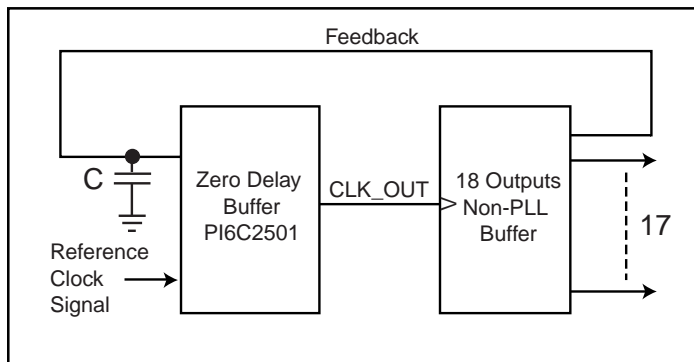 Feedback
C
Zero Delay
Buffer
PI6C2501
CLK_OUT
18 Outputs
Non-PLL
Buffer
17
Reference
Clock
Signal